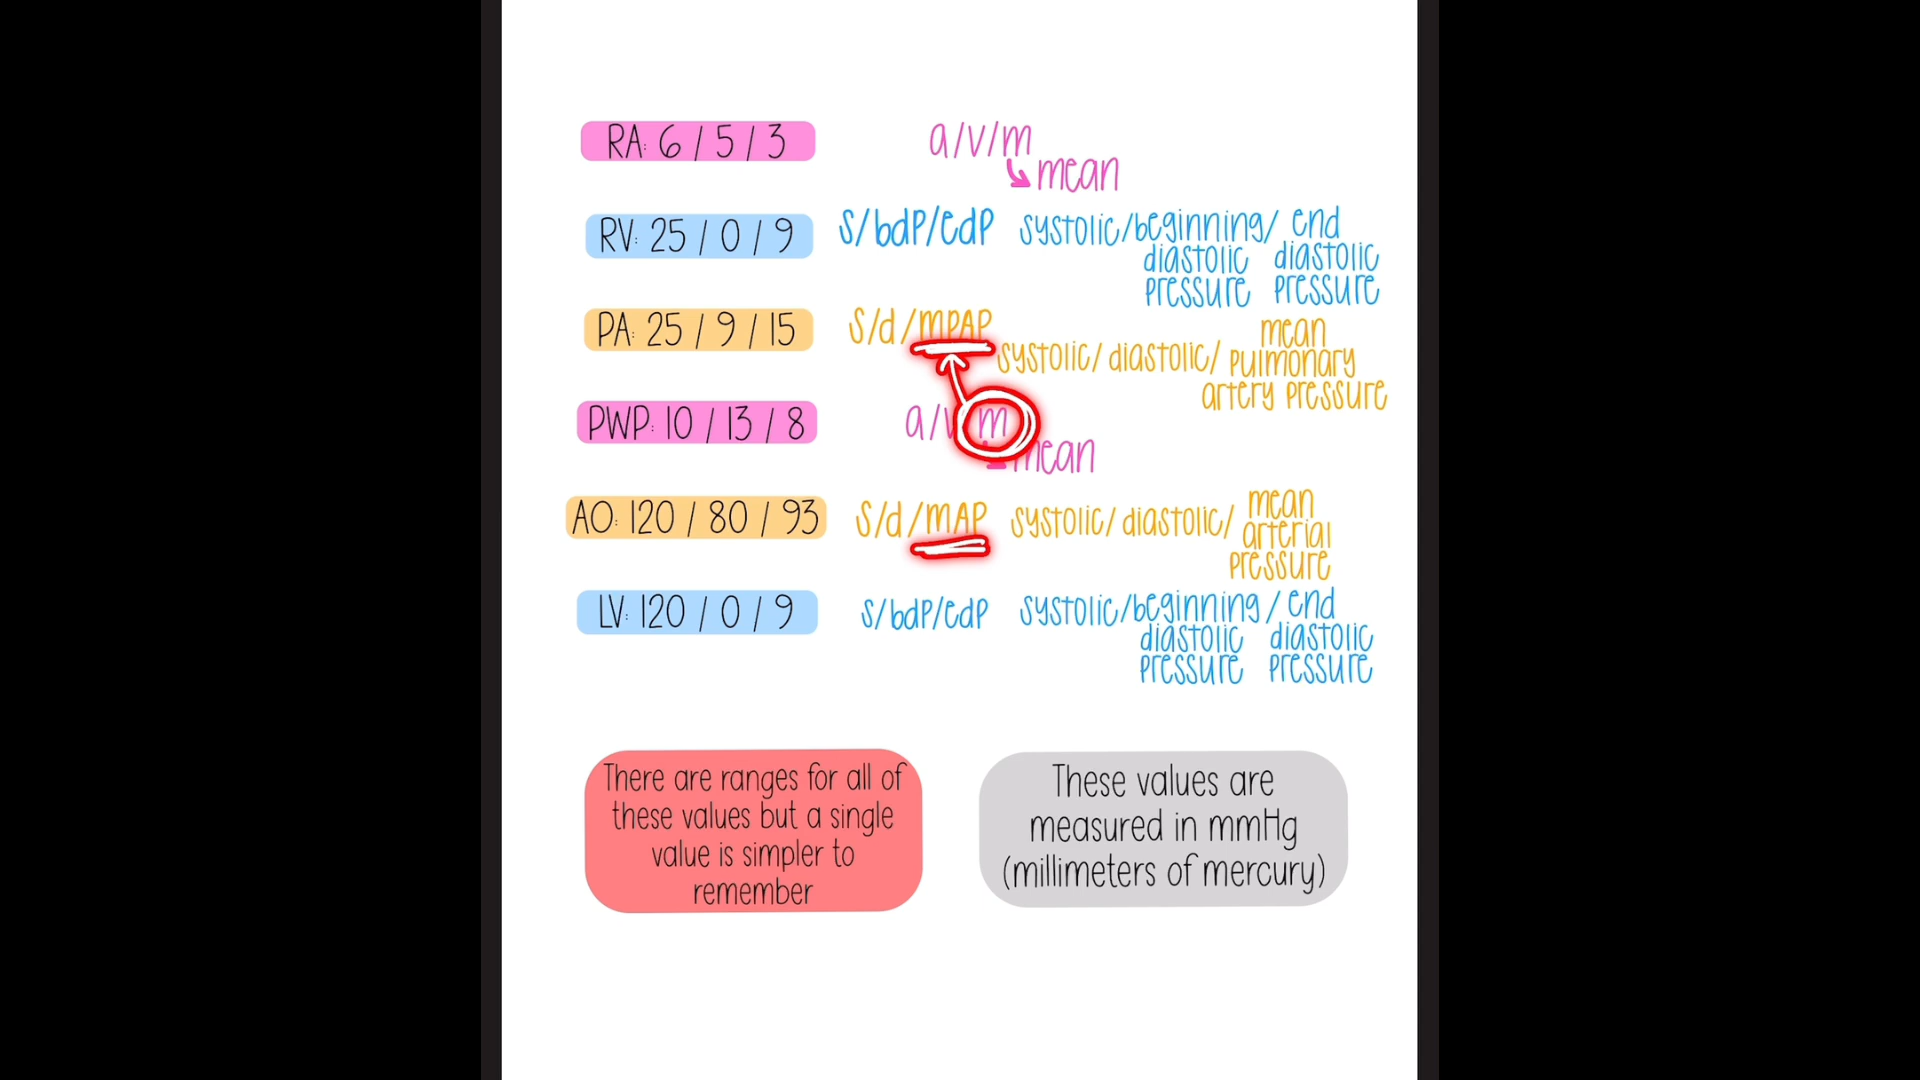 RA: 6 / 5 / 3 a/v/m
mean
RV: 25 / 0 / 9 s/bdp/edp systolic/beginning/ end
diastolic diastolic
pressure pressure
PA: 25 / 9 / 15 s/d/mPAP systolic/ diastolic/ mean
pulmonary
artery pressure
PWP: 10 / 13 / 8 a/v m
mean
AO: 120 / 80 / 93 s/d/mAP systolic/ diastolic/ mean
arterial
pressure
LV: 120 / 0 / 9 s/bdp/edp systolic/beginning / end
diastolic diastolic
pressure pressure
There are ranges for all of
these values but a single
value is simpler to
remember
These values are
measured in mmHg
(millimeters of mercury)